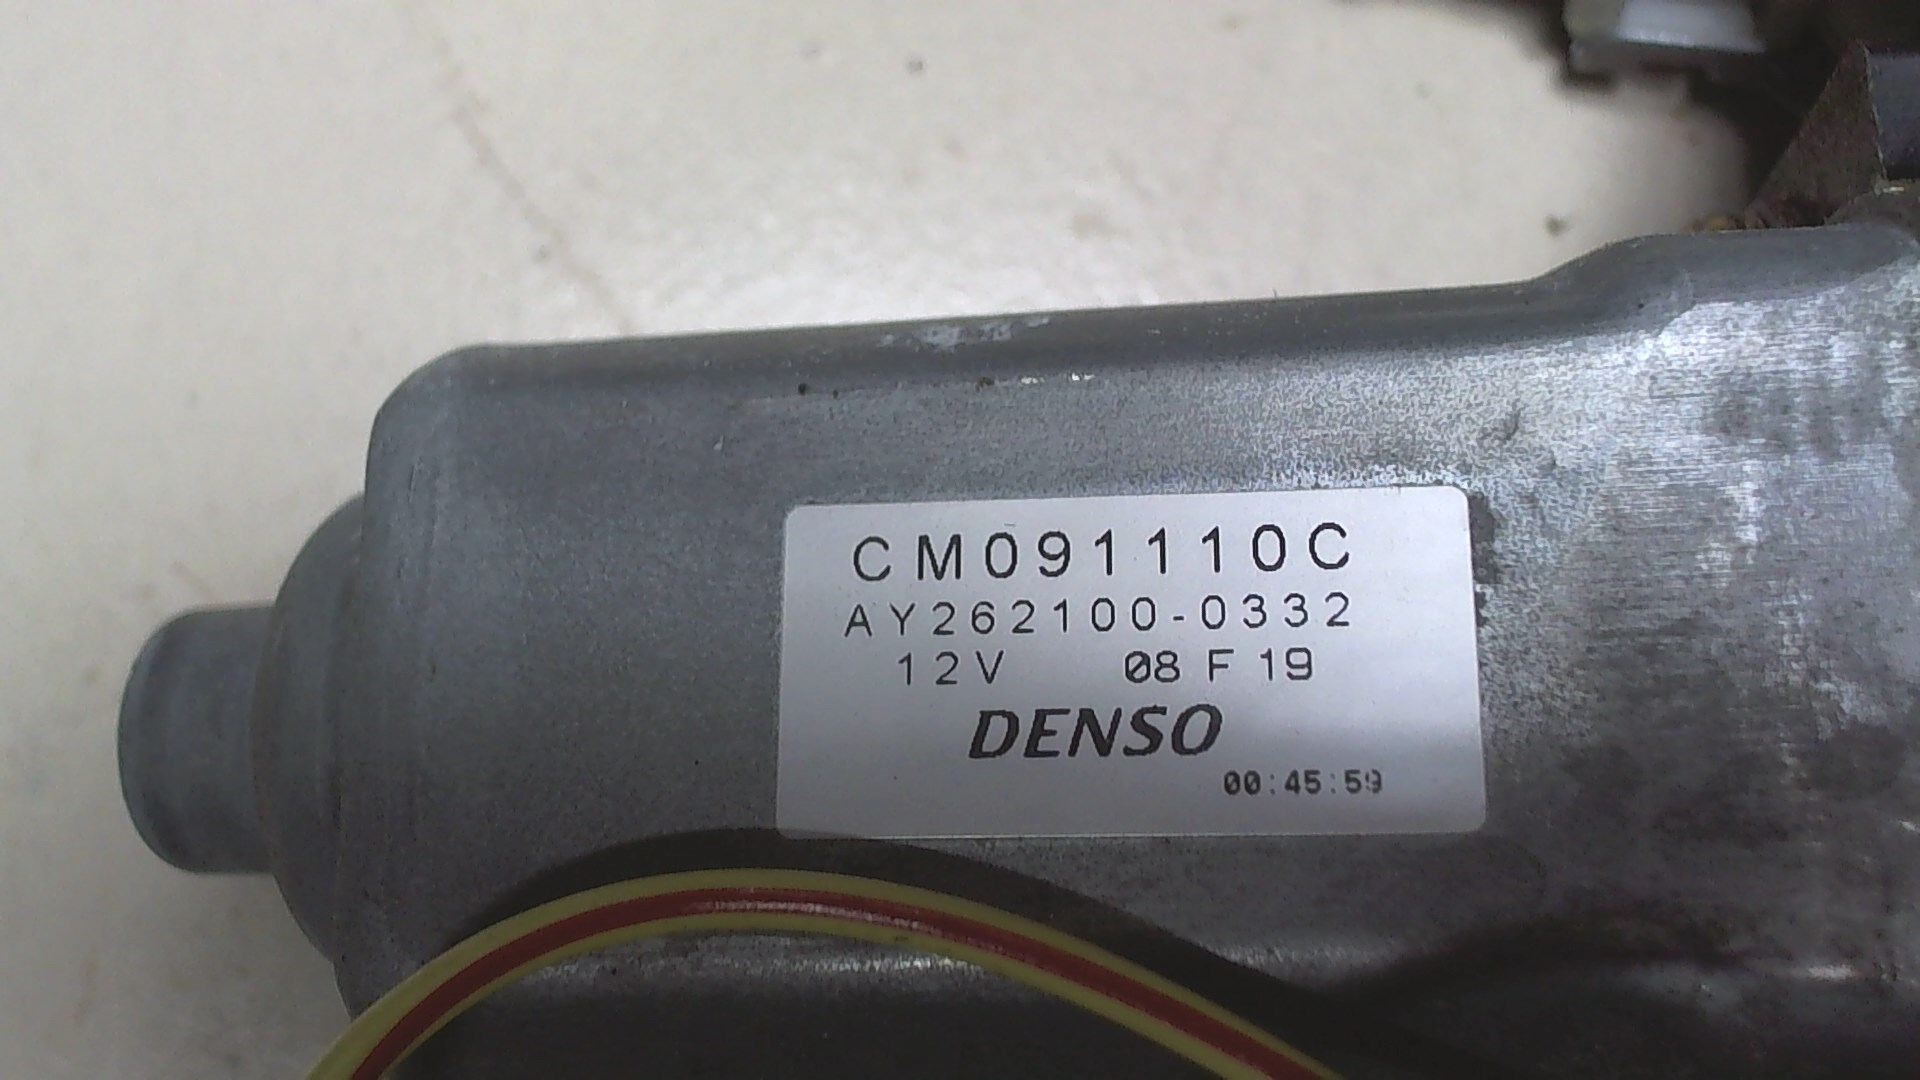 CM091110C
AY262100-0332
12V 08 F 19
DENSO
00:45:59